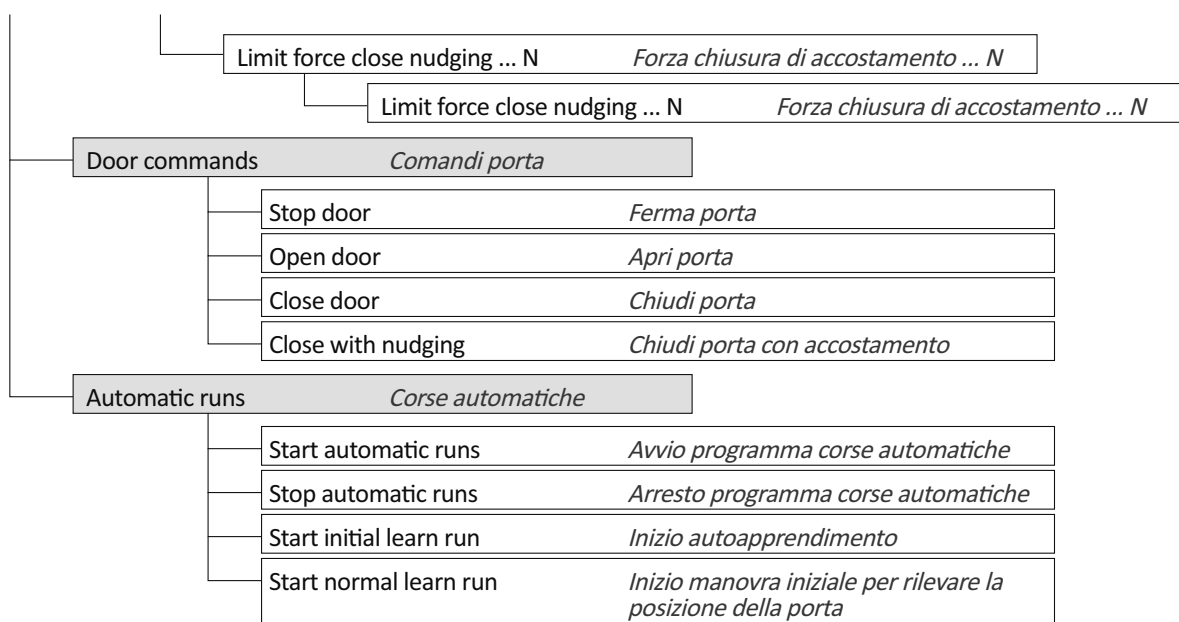 Limit force close nudging ... N Forza chiusura di accostamento ... N
Limit force close nudging ... N Forza chiusura di accostamento ... N
Door commands Comandi porta
Stop door Ferma porta
Open door Apri porta
Close door Chiudi porta
Close with nudging Chiudi porta con accostamento
Automatic runs Corse automatiche
Start automatic runs Avvio programma corse automatiche
Stop automatic runs Arresto programma corse automatiche
Start initial learn run Inizio autoapprendimento
Start normal learn run Inizio manovra iniziale per rilevare la
posizione della porta